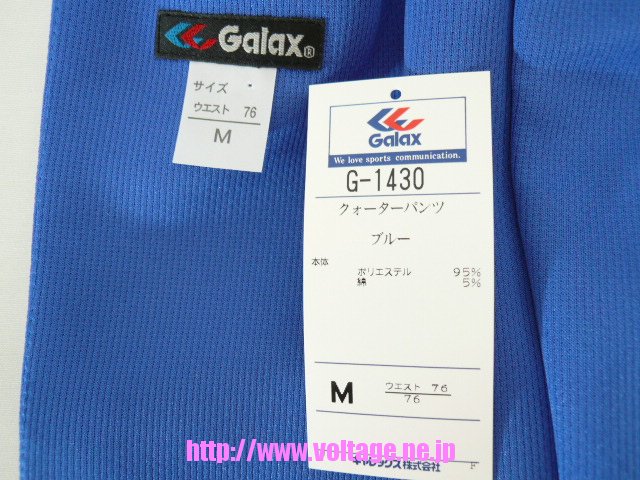 Galax®
サイズ
ウエスト 76
M
Galax
We love sports communication.
G-1430
クォーターパンツ
ブルー
本体
ポリエステル 95%
綿 5%
M
ウエスト 76
76
http://www.voltage.ne.jp
ギャレックス株式会社 F